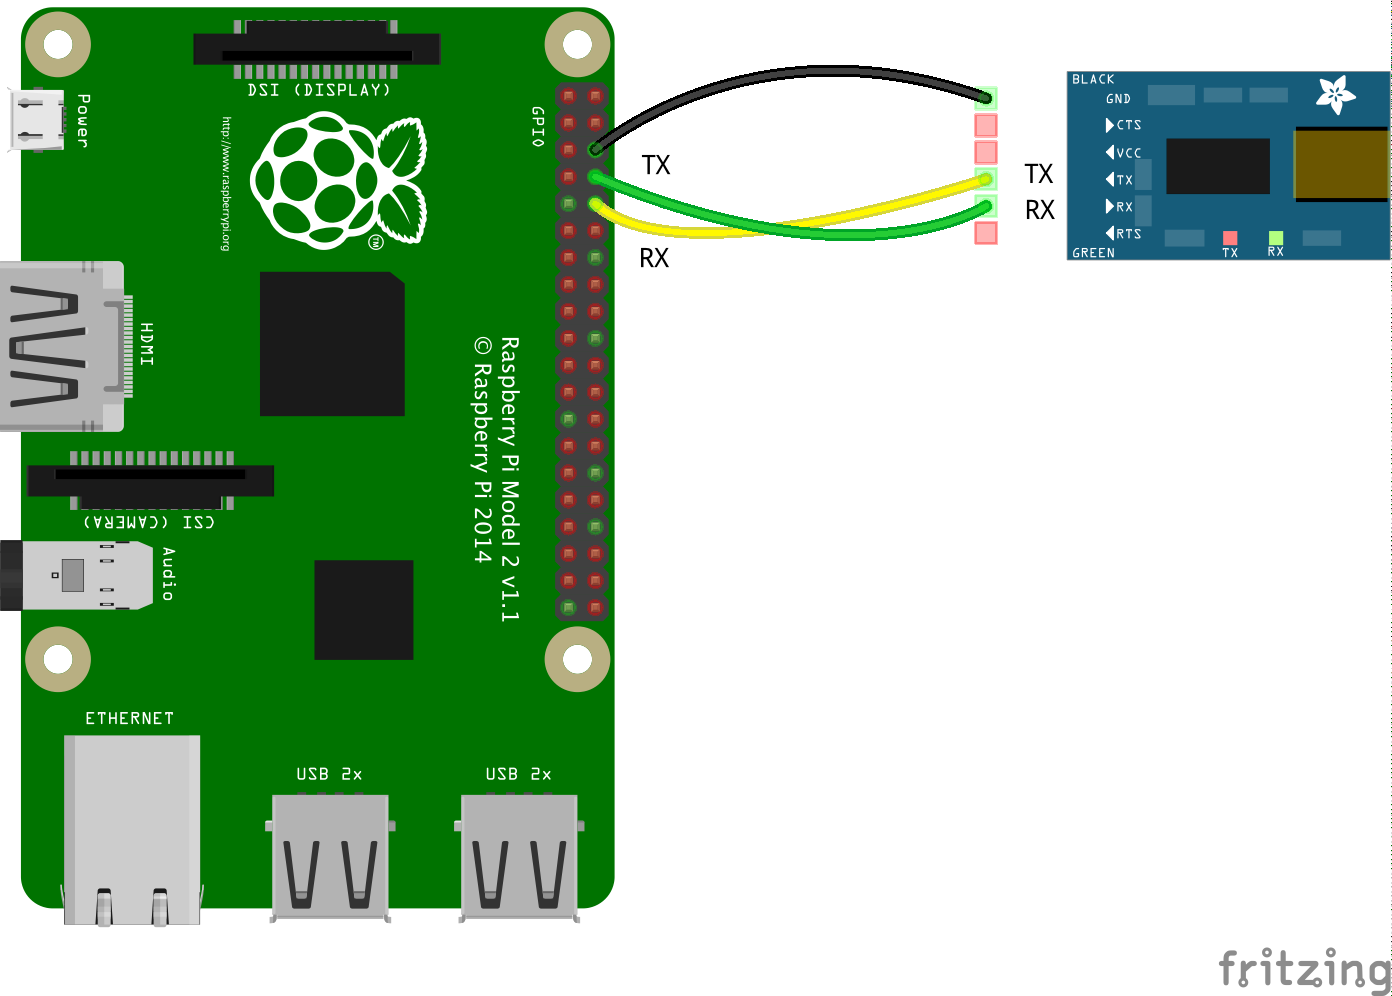 DSI (DISPLAY)
Power
GPIO
http://www.raspberrypi.org
TM
HDMI
Raspberry Pi Model 2 v1.1
© Raspberry Pi 2014
CSI (CAMERA)
Audio
ETHERNET
USB 2x
USB 2x
TX
RX
TX
RX
BLACK
GND
CTS
VCC
TX
RX
RTS
GREEN
TX
RX
fritzing